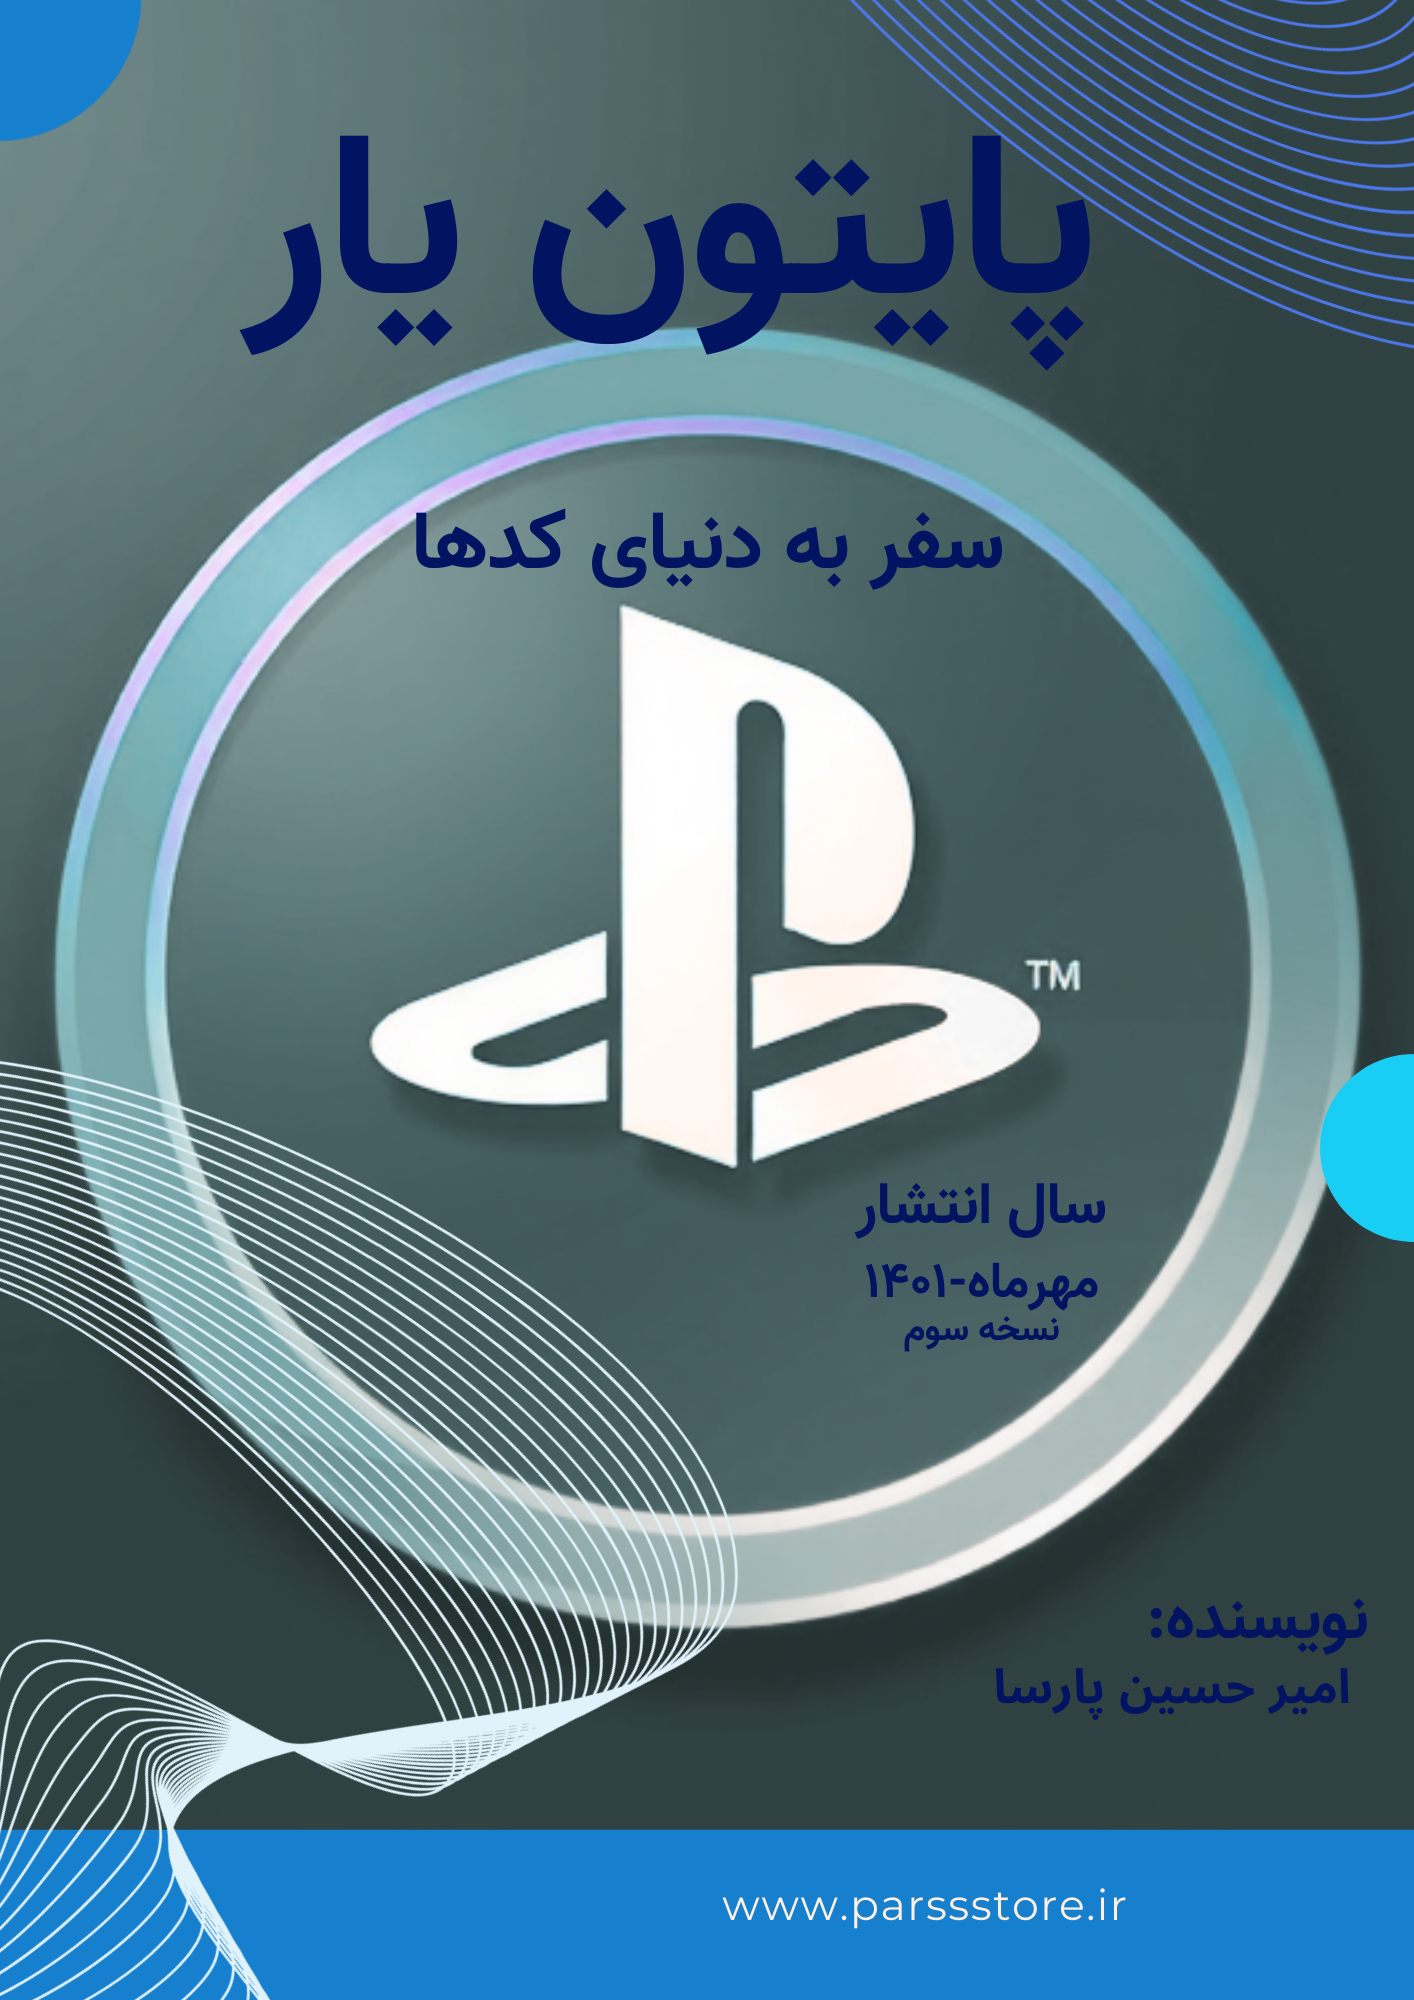 پایتون یار
سفر به دنیای کدها
TM
سال انتشار
مهرماه-۱۴۰۱
نسخه سوم
نویسنده:
امیر حسین پارسا
www.parsssstore.ir